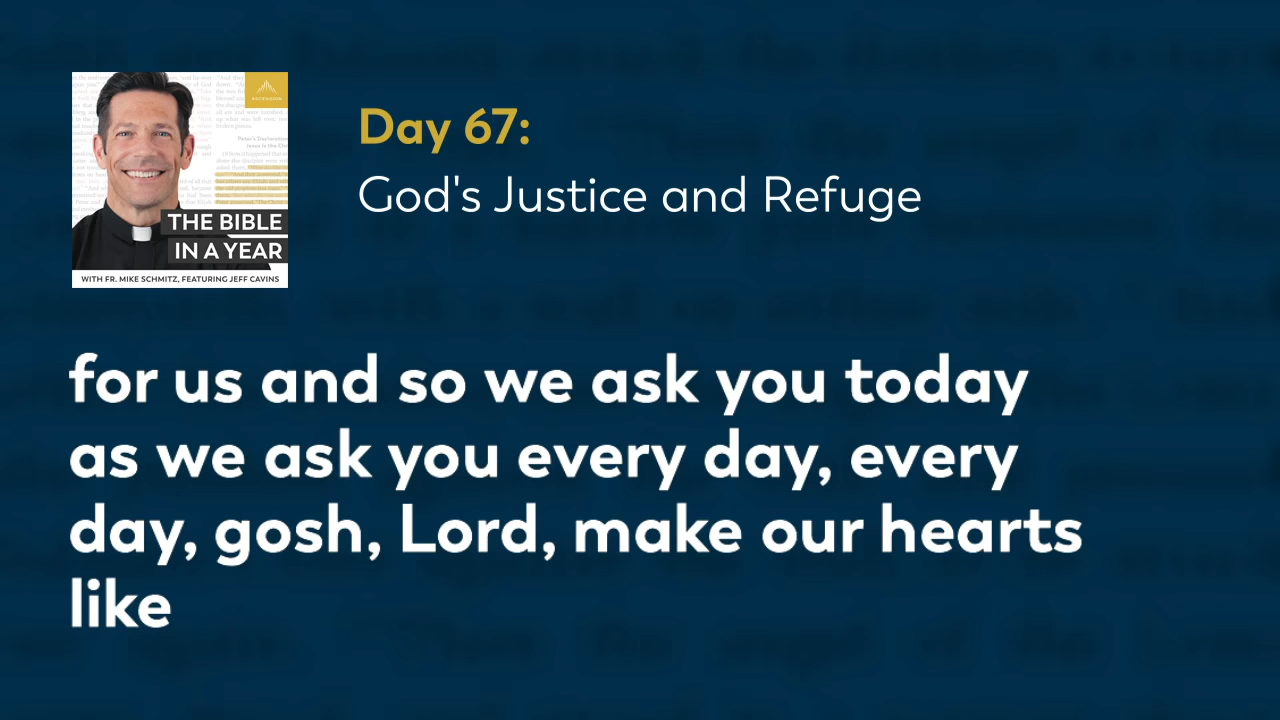 Day 67:
God's Justice and Refuge
ASCENSION
THE BIBLE
IN A YEAR
WITH FR. MIKE SCHMITZ, FEATURING JEFF CAVINS
for us and so we ask you today
as we ask you every day, every
day, gosh, Lord, make our hearts
like